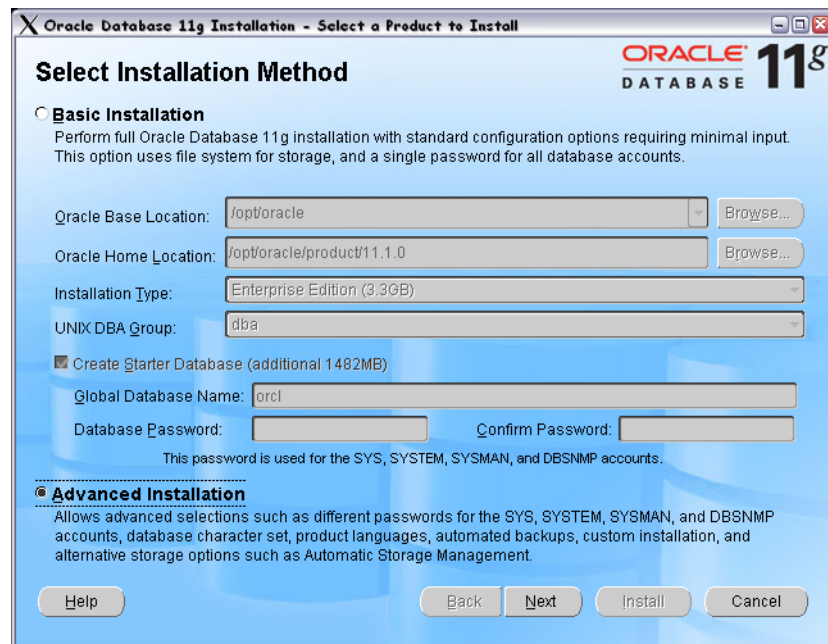 X Oracle Database 11g Installation - Select a Product to Install
Select Installation Method
ORACLE
DATABASE 11g
Basic Installation
Perform full Oracle Database 11g installation with standard configuration options requiring minimal input.
This option uses file system for storage, and a single password for all database accounts.
Oracle Base Location: /opt/oracle Browse...
Oracle Home Location: /opt/oracle/product/11.1.0 Browse...
Installation Type: Enterprise Edition (3.3GB)
UNIX DBA Group: dba
Create Starter Database (additional 1482MB)
Global Database Name: orcl
Database Password: Confirm Password:
This password is used for the SYS, SYSTEM, SYSMAN, and DBSNMP accounts.
Advanced Installation
Allows advanced selections such as different passwords for the SYS, SYSTEM, SYSMAN, and DBSNMP
accounts, database character set, product languages, automated backups, custom installation, and
alternative storage options such as Automatic Storage Management.
Help Back Next Install Cancel